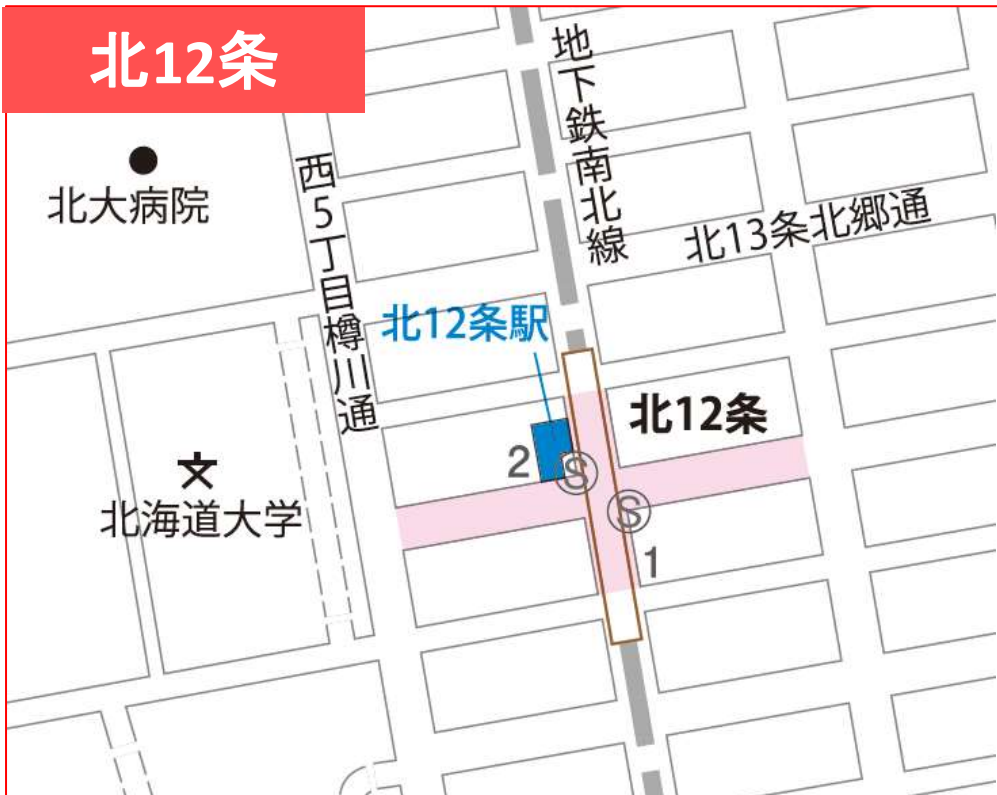 北12条
地下鉄南北線
北大病院
西5丁目樽川通
北13条北郷通
北12条駅
北12条
2
S
文
北海道大学
S
1